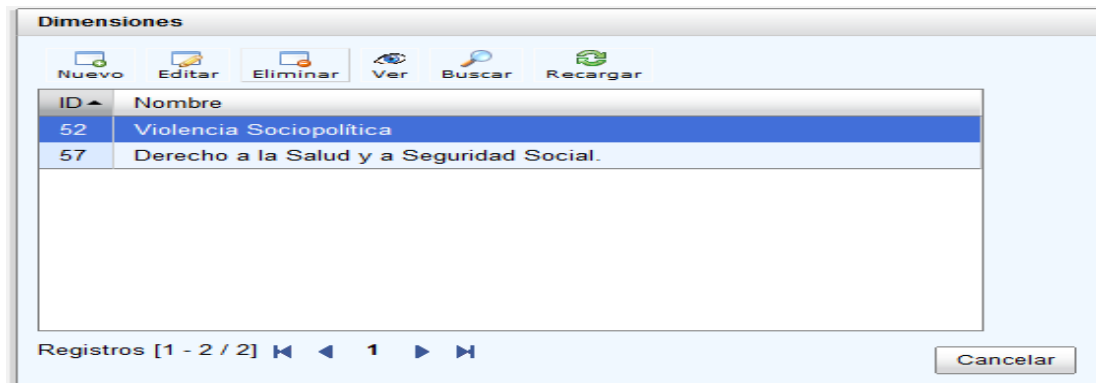 Dimensiones
Nuevo Editar Eliminar Ver Buscar Recargar
ID Nombre
52 Violencia Sociopolítica
57 Derecho a la Salud y a Seguridad Social.
Registros [1 - 2 / 2] 1
Cancelar